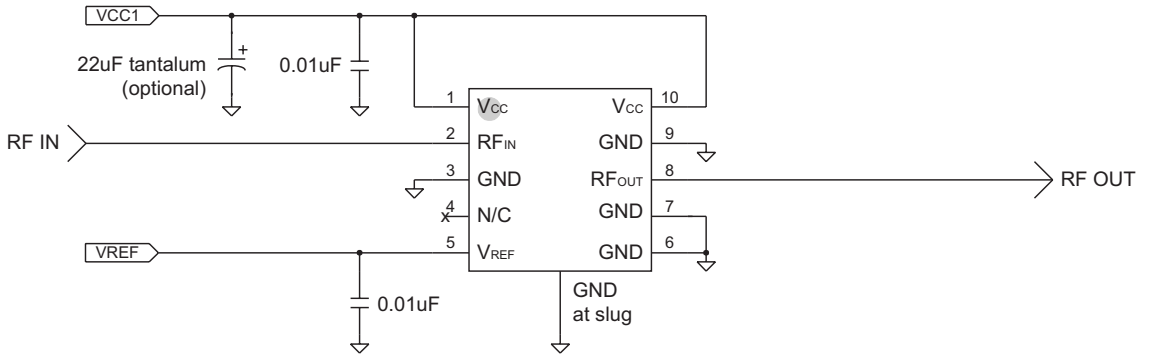 VCC1
22uF tantalum
(optional)
+
0.01uF
1 VCC
VCC 10
RF IN
2 RFIN
GND 9
3 GND
RFOUT 8
RF OUT
x4 N/C
GND 7
VREF
5 VREF
GND 6
0.01uF
GND
at slug